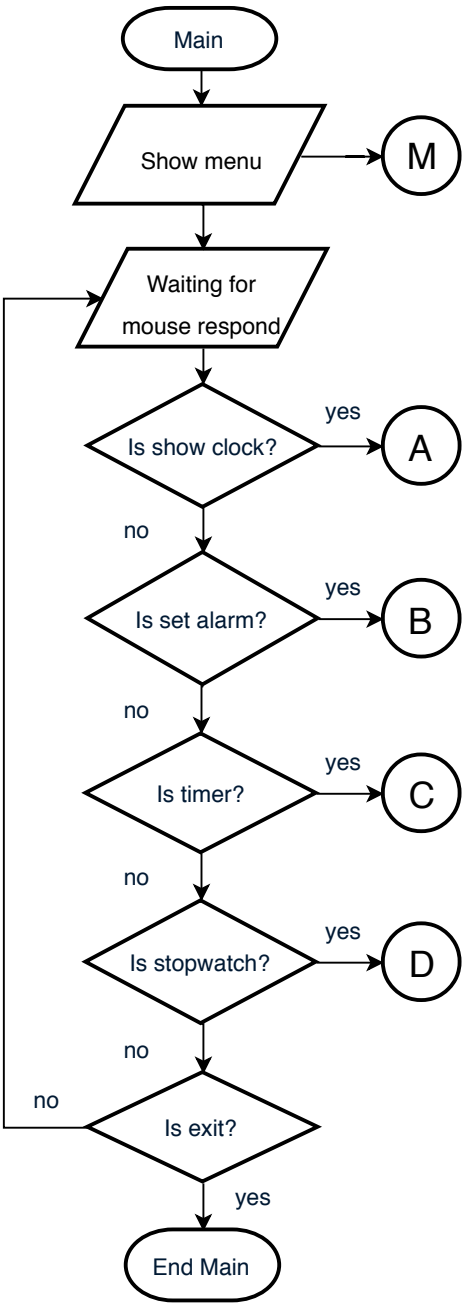 Main
Show menu
M
Waiting for
mouse respond
yes
Is show clock?
A
no
yes
Is set alarm?
B
no
yes
Is timer?
C
no
yes
Is stopwatch?
D
no
no
Is exit?
yes
End Main